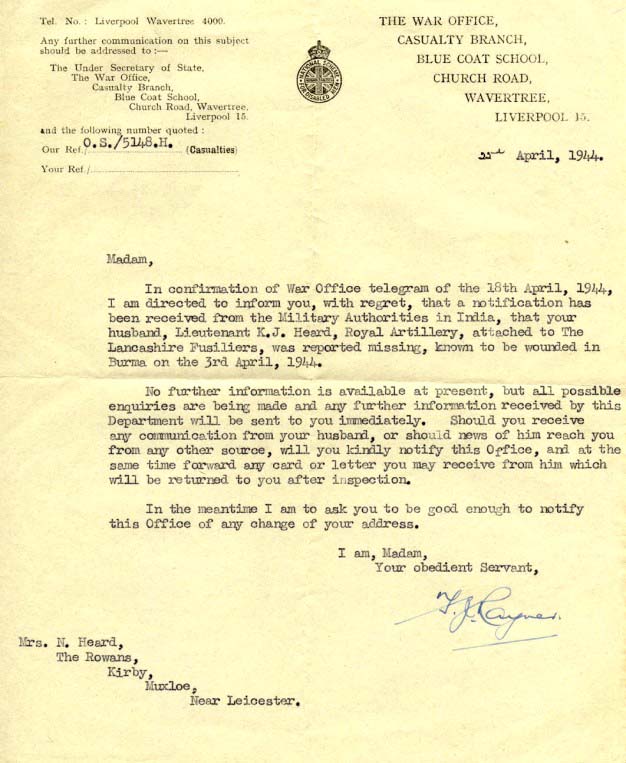 Tel. No.: Liverpool Wavertree 4000.
Any further communication on this subject
should be addressed to :—
The Under Secretary of State,
The War Office,
Casualty Branch,
Blue Coat School,
Church Road, Wavertree,
Liverpool 15.
and the following number quoted :
Our Ref./ O.S./5148.H. (Casualties)
Your Ref./
NATIONAL SCHEME
FOR DISABLED MEN
THE WAR OFFICE,
CASUALTY BRANCH,
BLUE COAT SCHOOL,
CHURCH ROAD,
WAVERTREE,
LIVERPOOL 15.
22nd April, 1944.
Madam,
In confirmation of War Office telegram of the 18th April, 1944,
I am directed to inform you, with regret, that a notification has
been received from the Military Authorities in India, that your
husband, Lieutenant K.J. Heard, Royal Artillery, attached to The
Lancashire Fusiliers, was reported missing, known to be wounded in
Burma on the 3rd April, 1944.
No further information is available at present, but all possible
enquiries are being made and any further information received by this
Department will be sent to you immediately. Should you receive
any communication from your husband, or should news of him reach you
from any other source, will you kindly notify this Office, and at the
same time forward any card or letter you may receive from him which
will be returned to you after inspection.
In the meantime I am to ask you to be good enough to notify
this Office of any change of your address.
I am, Madam,
Your obedient Servant,
Mrs. N. Heard,
The Rowans,
Kirby,
Muxloe,
Near Leicester.